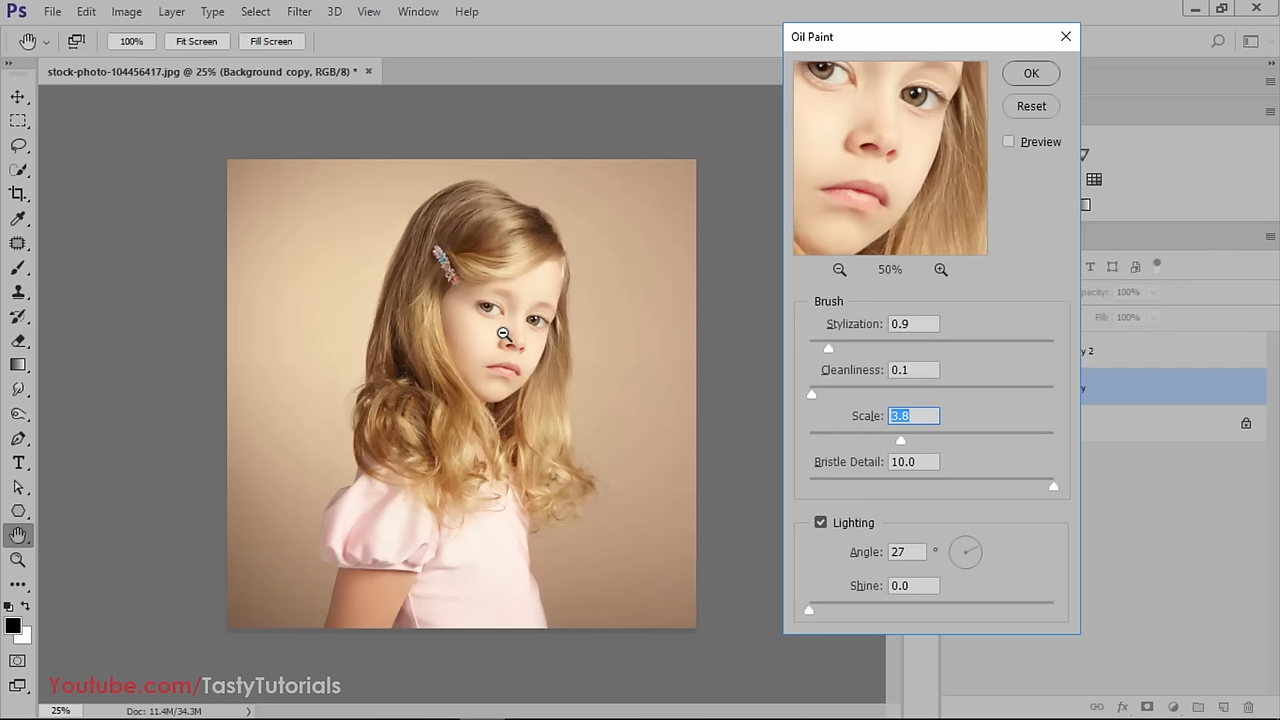 Ps File Edit Image Layer Type Select Filter 3D View Window Help
100% Fit Screen Fill Screen
stock-photo-104456417.jpg @ 25% (Background copy, RGB/8) * ×
Oil Paint
OK
Reset
Preview
50%
Brush
Stylization: 0.9
Cleanliness: 0.1
Scale: 3.8
Bristle Detail: 10.0
Lighting
Angle: 27 °
Shine: 0.0
pacity: 100%
Fill: 100%
y 2
y
Youtube.com/TastyTutorials
25% Doc: 11.4M/34.3M